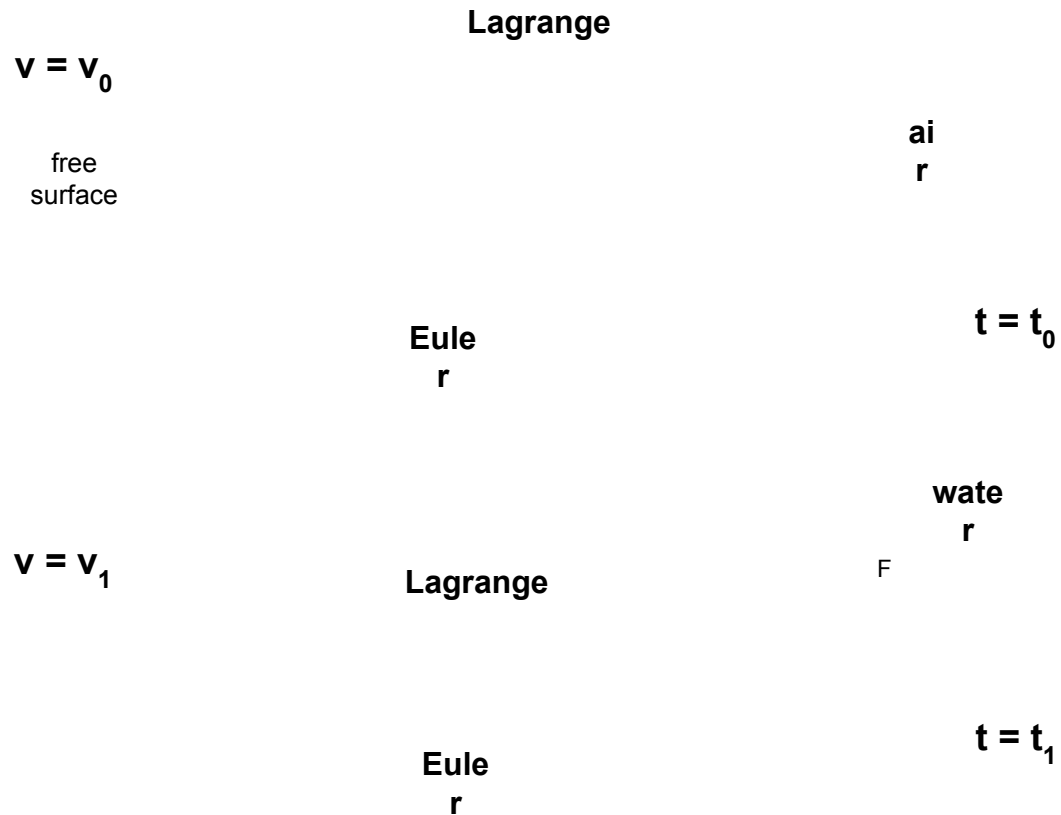 Lagrange
v = v₀
ai
r
free
surface
t = t₀
Eule
r
wate
r
v = v₁
F
Lagrange
t = t₁
Eule
r